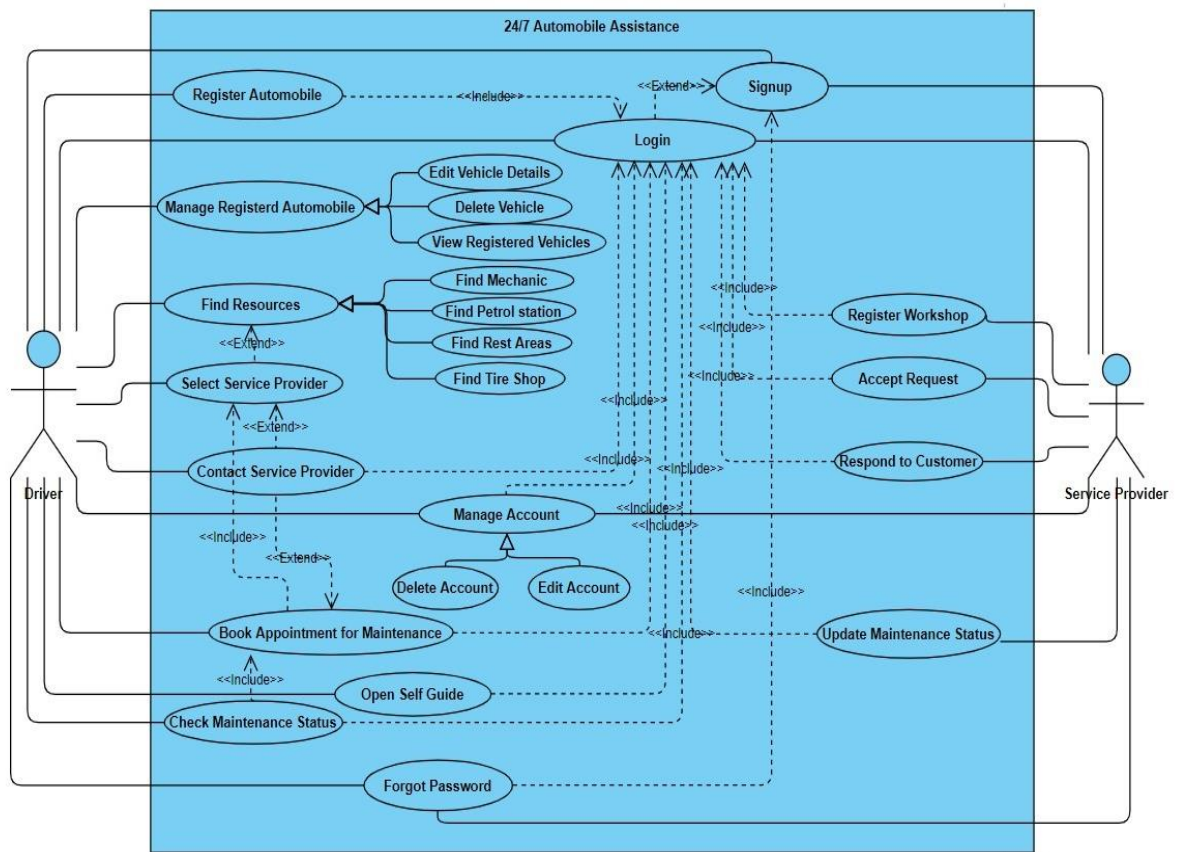 24/7 Automobile Assistance
Signup
<<Extend>>
Register Automobile
<<Include>>
Login
Edit Vehicle Details
Manage Registerd Automobile
Delete Vehicle
View Registered Vehicles
Find Mechanic
<<Include>>
Find Resources
Find Petrol station
Register Workshop
<<Include>>
<<Extend>>
Find Rest Areas
Select Service Provider
Find Tire Shop
Accept Request
<<Include>>
<<Extend>>
<<Include>>
Contact Service Provider
<<Include>>
Respond to Customer
Driver
Service Provider
<<Include>>
Manage Account
<<Include>>
<<Include>>
<<Extend>>
Delete Account
Edit Account
<<Include>>
Book Appointment for Maintenance
<<Include>>
Update Maintenance Status
<<Include>>
Open Self Guide
Check Maintenance Status
Forgot Password